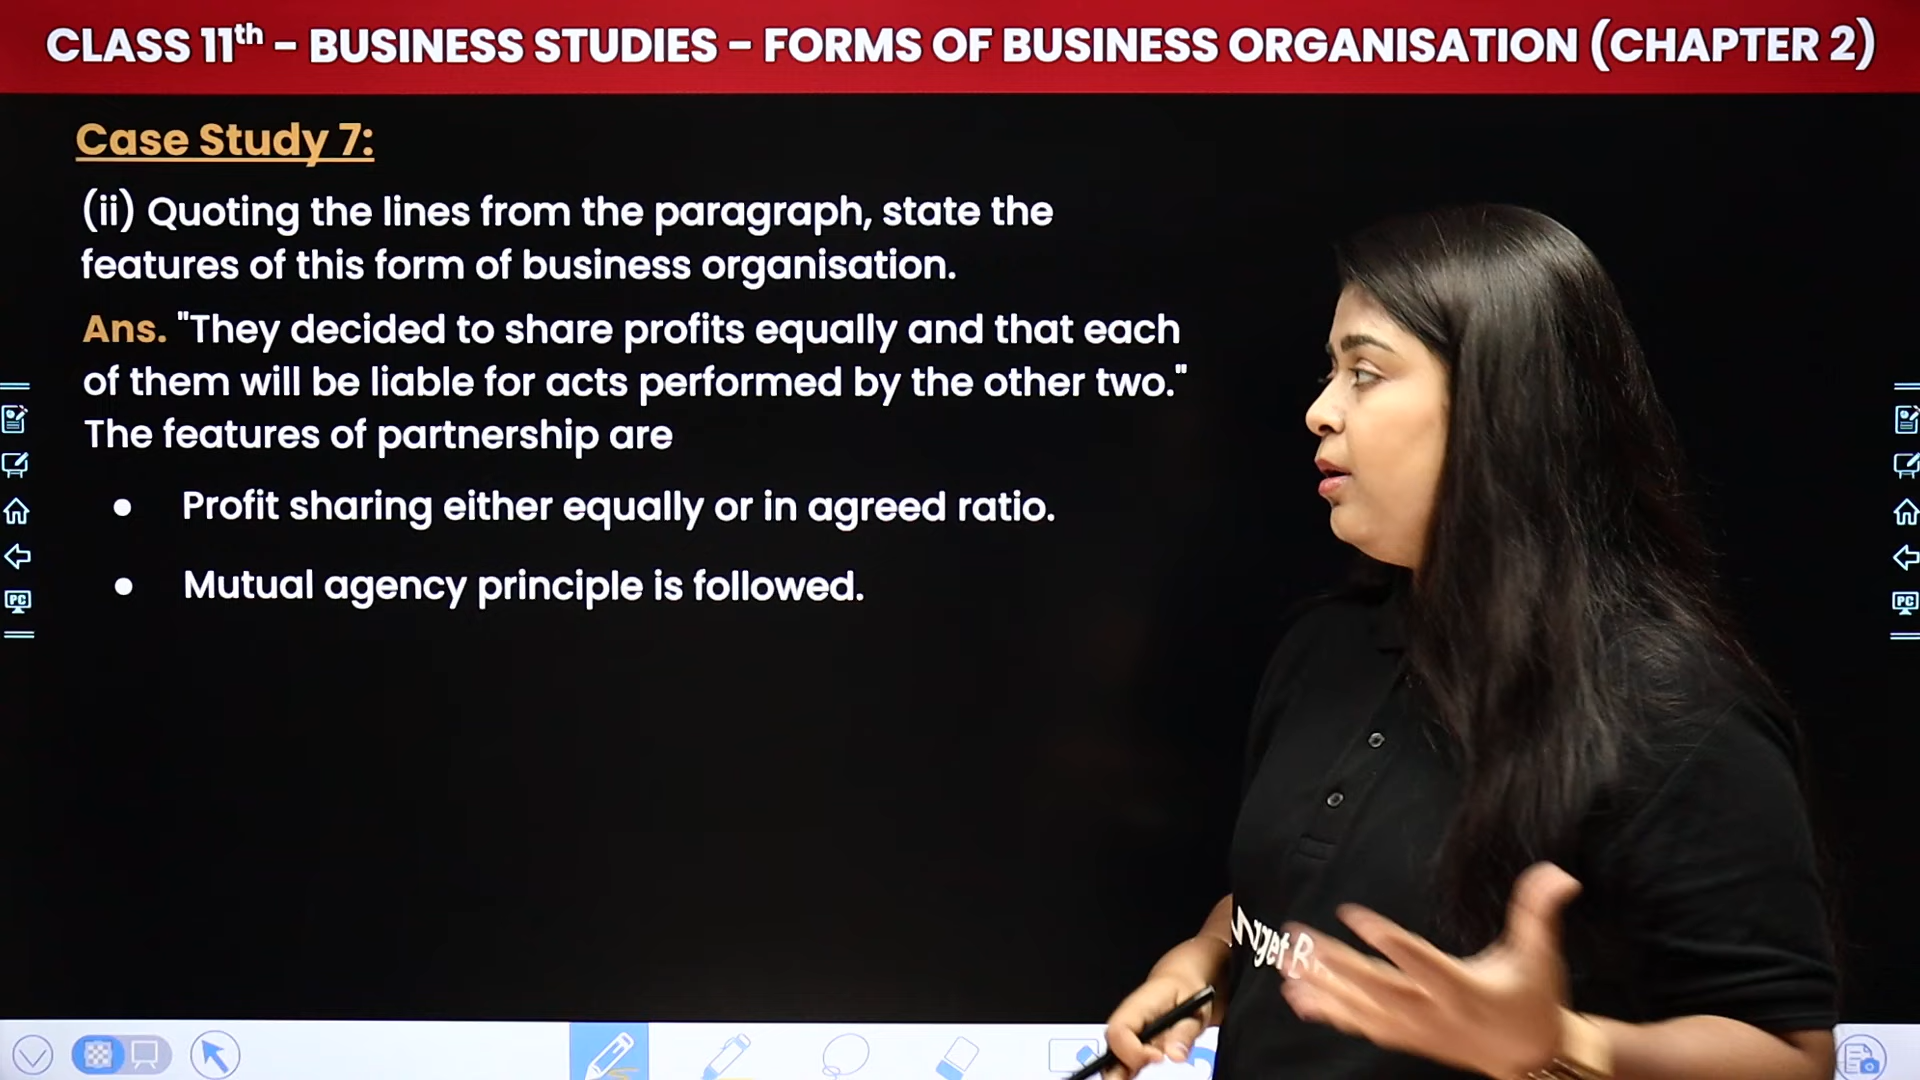 CLASS 11th - BUSINESS STUDIES - FORMS OF BUSINESS ORGANISATION (CHAPTER 2)
Case Study 7:
(ii) Quoting the lines from the paragraph, state the
features of this form of business organisation.
Ans. "They decided to share profits equally and that each
of them will be liable for acts performed by the other two."
The features of partnership are
● Profit sharing either equally or in agreed ratio.
● Mutual agency principle is followed.
PC
PC